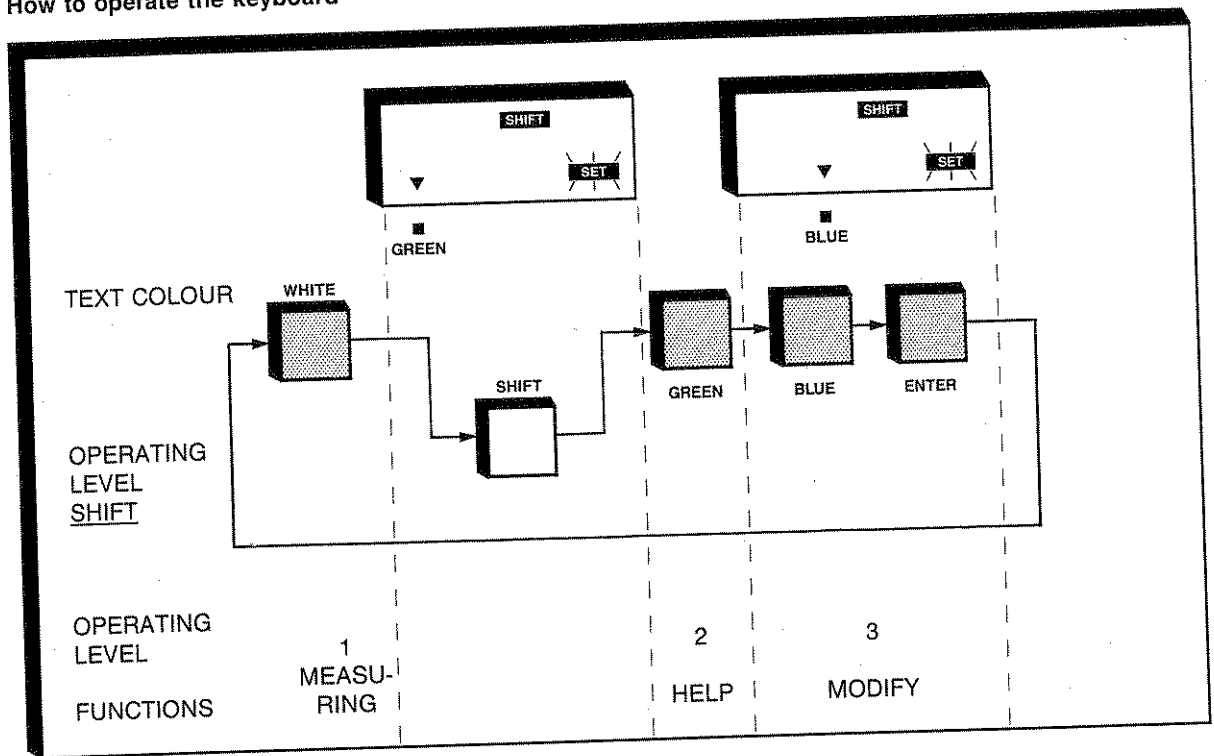 How to operate the keyboard
SHIFT
SET
GREEN
SHIFT
SET
BLUE
TEXT COLOUR
WHITE
SHIFT
GREEN
BLUE
ENTER
OPERATING
LEVEL
SHIFT
OPERATING
LEVEL
FUNCTIONS
1
MEASU-
RING
2
HELP
3
MODIFY